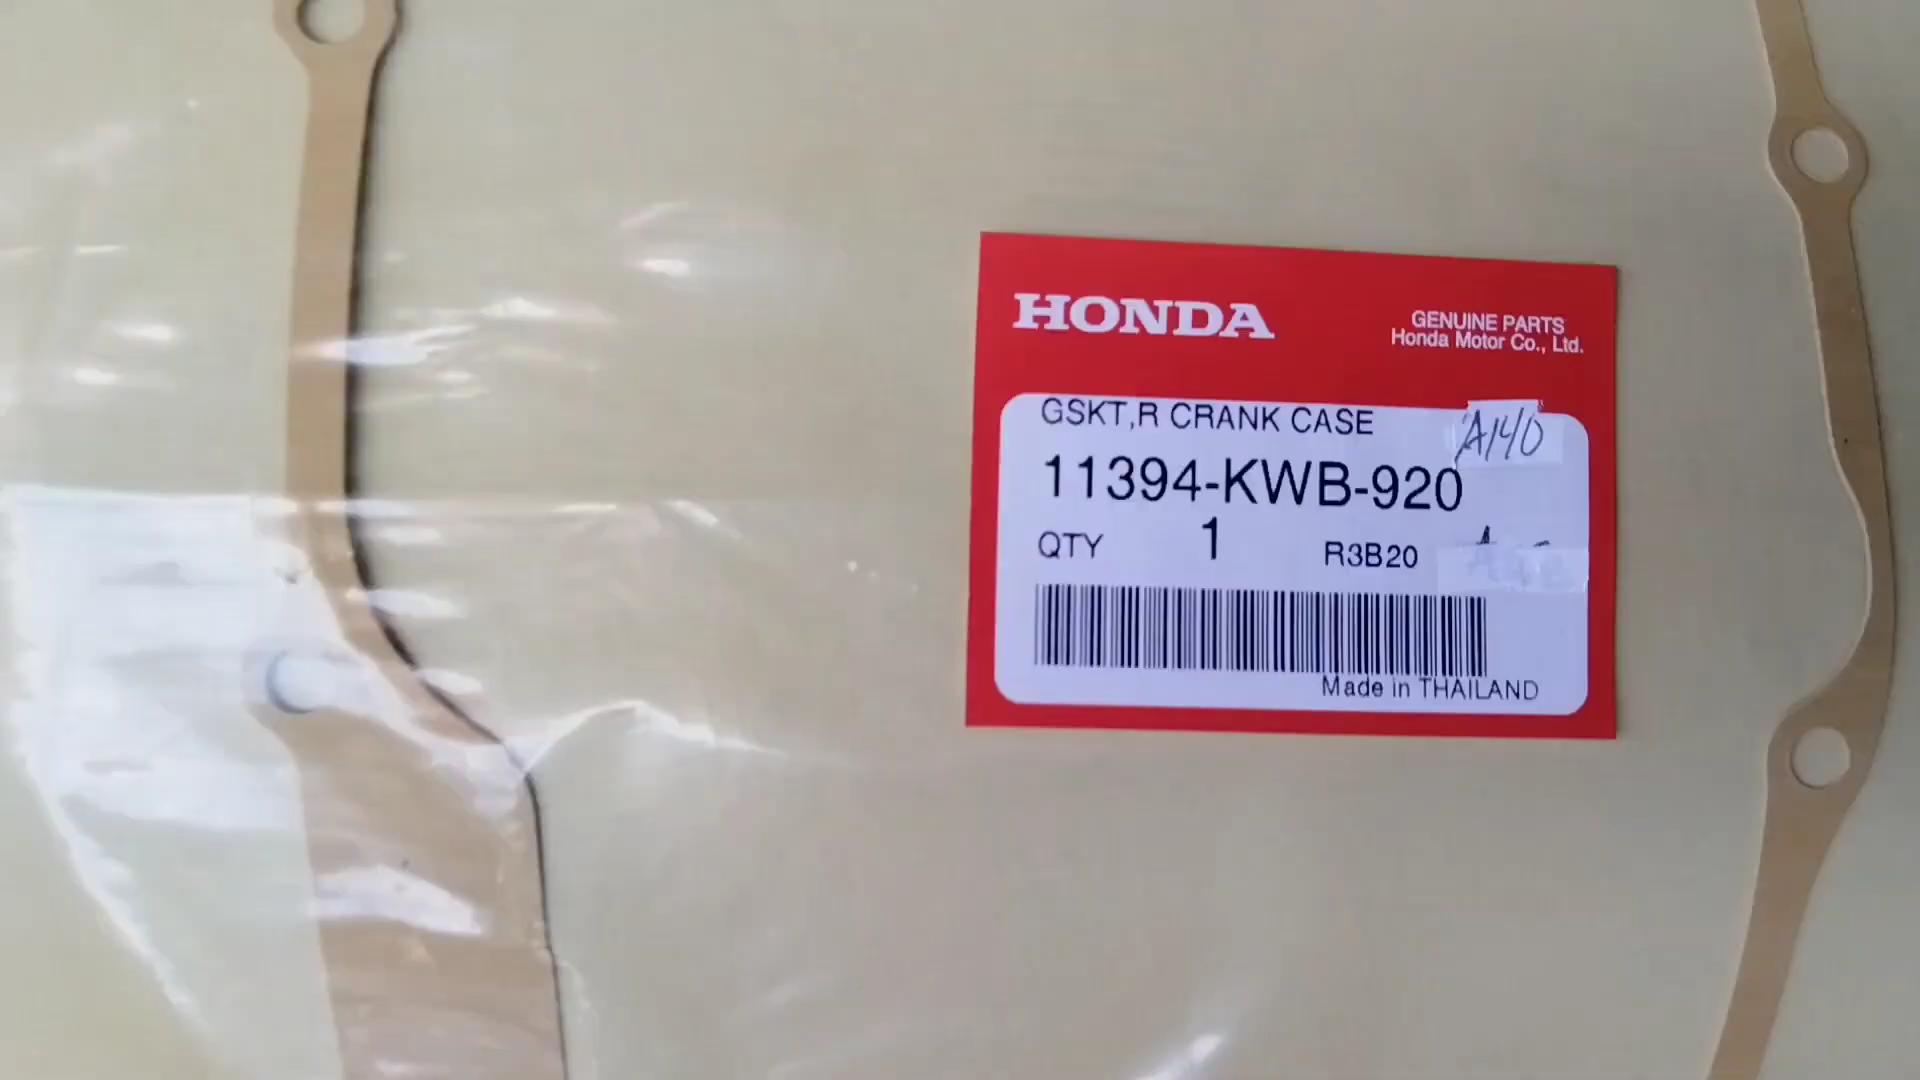 HONDA
GENUINE PARTS
Honda Motor Co., Ltd.
GSKT,R CRANK CASE
A140
11394-KWB-920
QTY 1 R3B20
Made in THAILAND